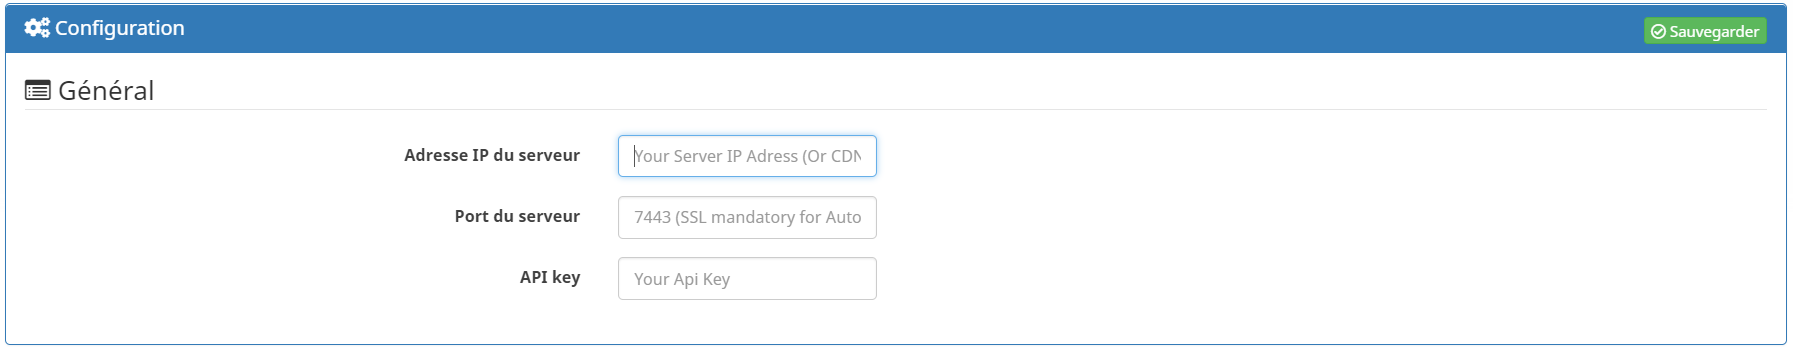 Configuration
Sauvegarder
Général
Adresse IP du serveur
Your Server IP Adress (Or CDN
Port du serveur
7443 (SSL mandatory for Auto
API key
Your Api Key